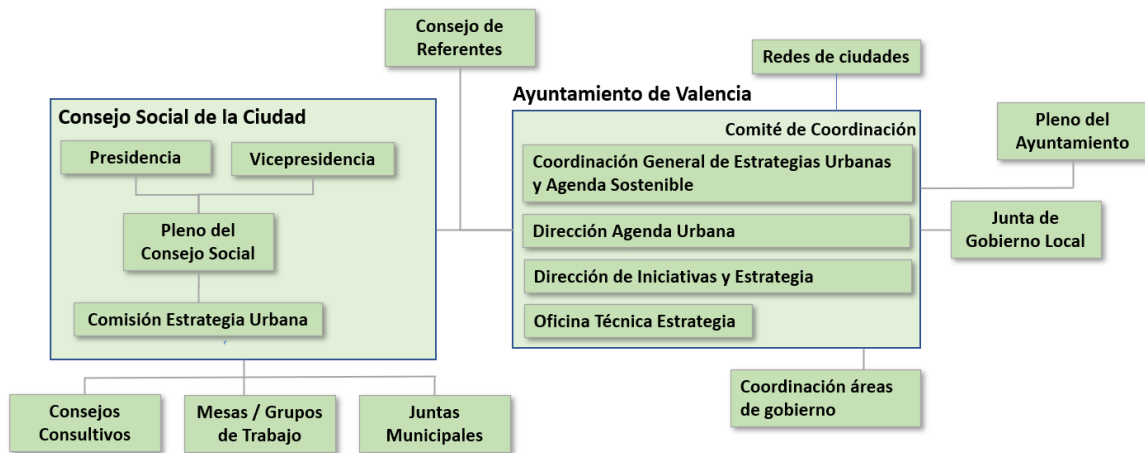 Consejo de
Referentes
Redes de ciudades
Ayuntamiento de Valencia
Consejo Social de la Ciudad
Presidencia
Vicepresidencia
Pleno del
Consejo Social
Comisión Estrategia Urbana
Consejos
Consultivos
Mesas / Grupos
de Trabajo
Juntas
Municipales
Comité de Coordinación
Coordinación General de Estrategias Urbanas
y Agenda Sostenible
Dirección Agenda Urbana
Dirección de Iniciativas y Estrategia
Oficina Técnica Estrategia
Pleno del
Ayuntamiento
Junta de
Gobierno Local
Coordinación áreas
de gobierno